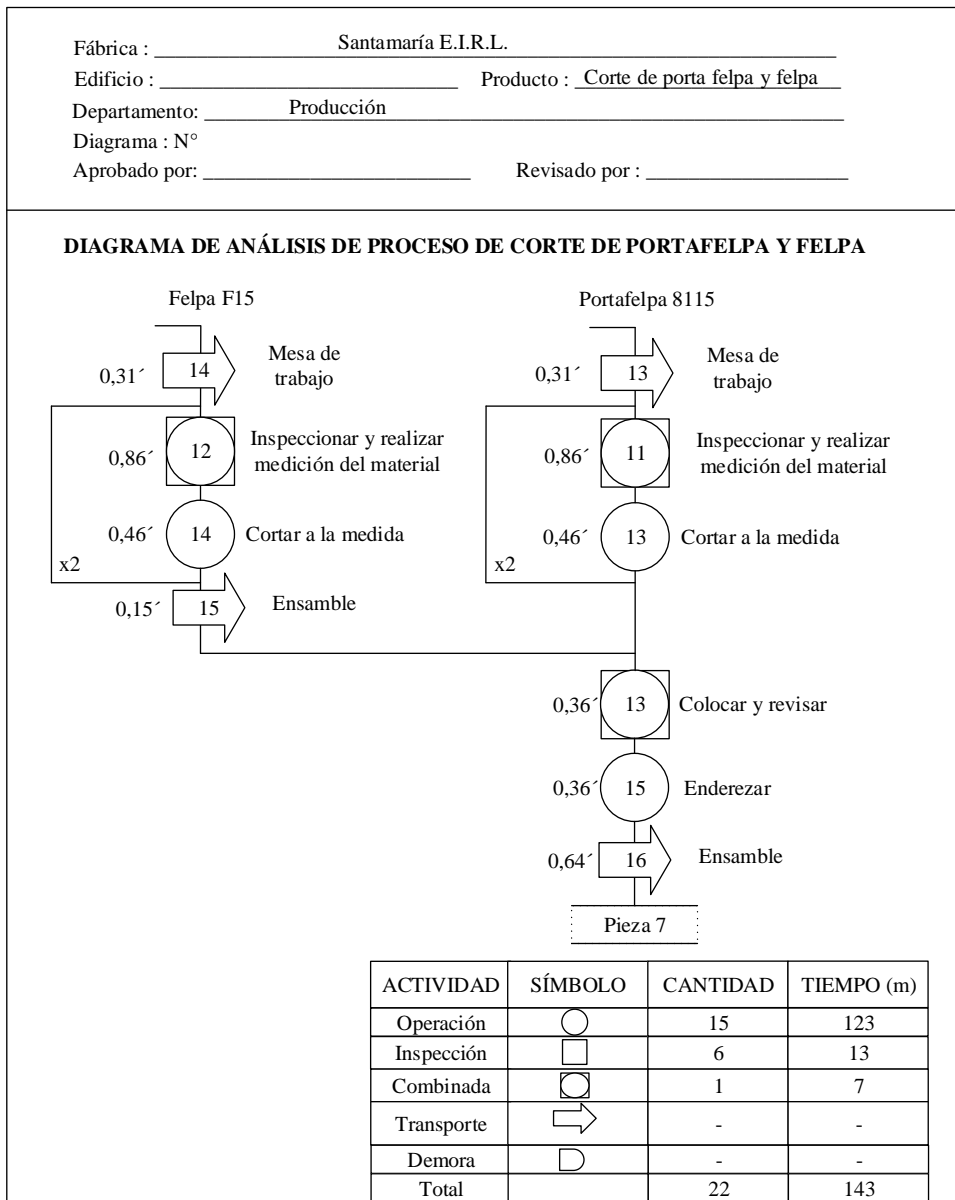 Fábrica : Santamaría E.I.R.L.
Edificio : Producto : Corte de porta felpa y felpa
Departamento: Producción
Diagrama : N°
Aprobado por: Revisado por :
DIAGRAMA DE ANÁLISIS DE PROCESO DE CORTE DE PORTAFELPA Y FELPA
Felpa F15
0,31´ 14 Mesa de
trabajo
0,86´ 12 Inspeccionar y realizar
medición del material
0,46´ 14 Cortar a la medida
x2
0,15´ 15 Ensamble
Portafelpa 8115
0,31´ 13 Mesa de
trabajo
0,86´ 11 Inspeccionar y realizar
medición del material
0,46´ 13 Cortar a la medida
x2
0,36´ 13 Colocar y revisar
0,36´ 15 Enderezar
0,64´ 16 Ensamble
Pieza 7
ACTIVIDAD SÍMBOLO CANTIDAD TIEMPO (m)
Operación 15 123
Inspección 6 13
Combinada 1 7
Transporte - -
Demora - -
Total 22 143